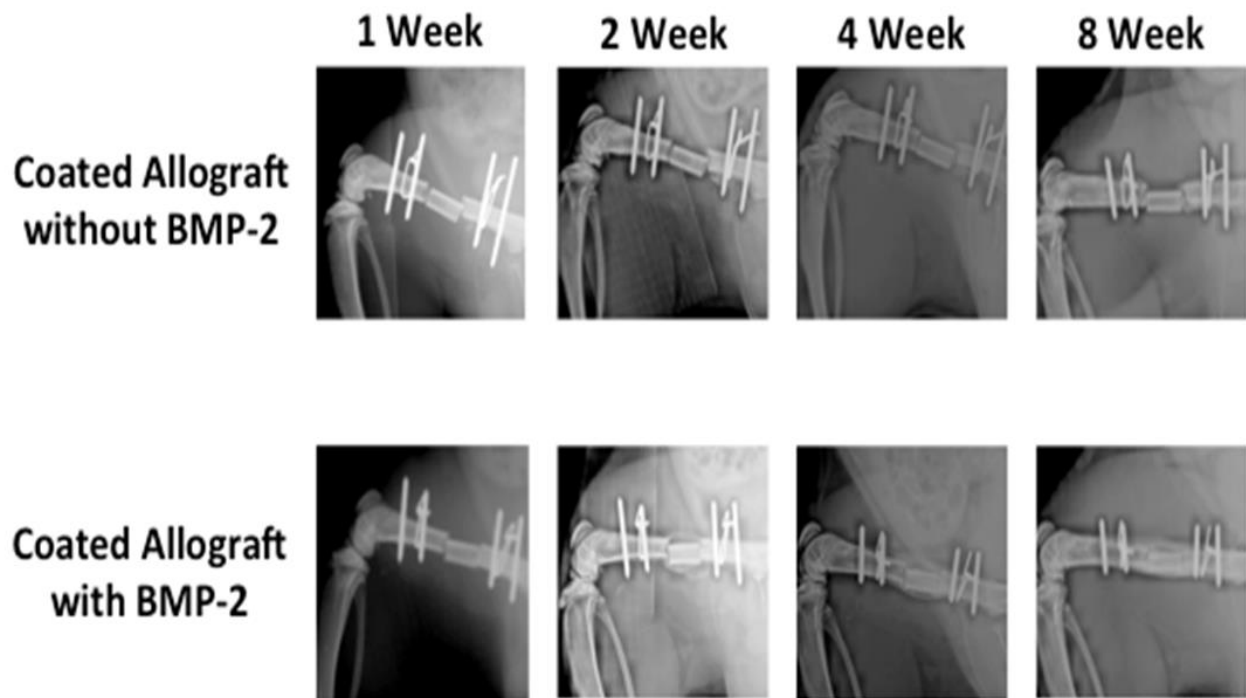 1 Week 2 Week 4 Week 8 Week
Coated Allograft
without BMP-2
Coated Allograft
with BMP-2